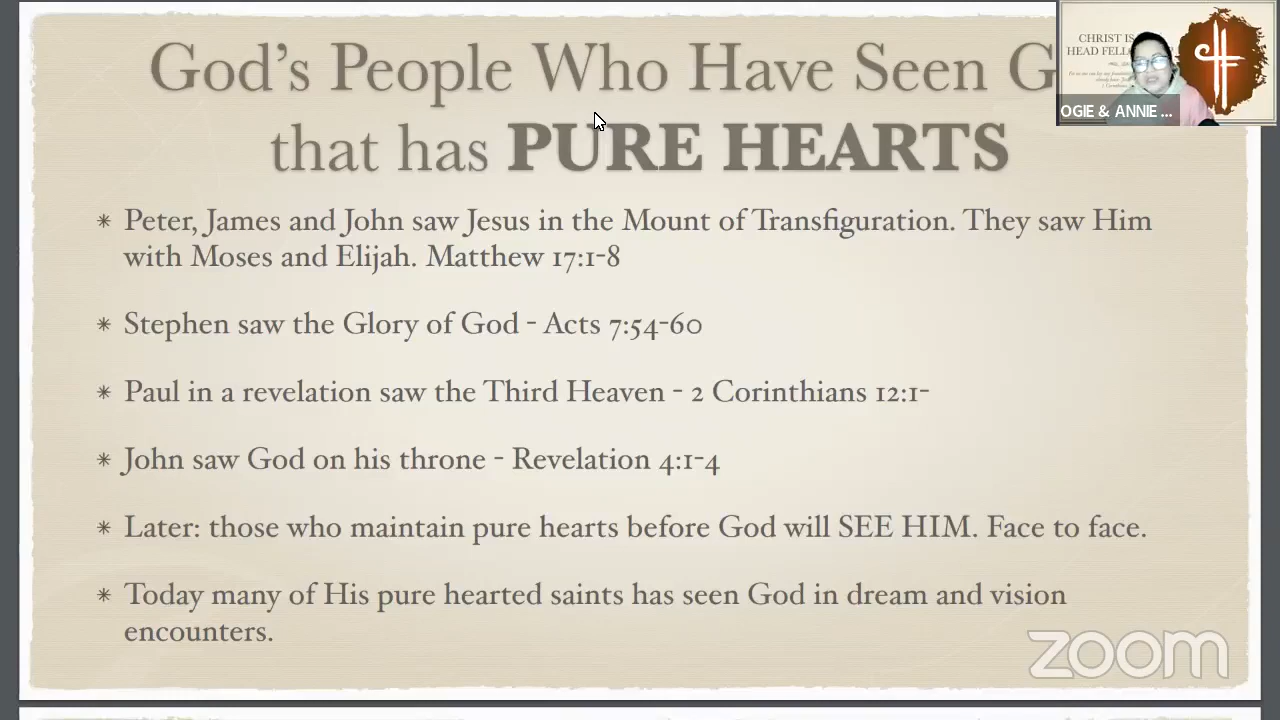 God's People Who Have Seen G
that has PURE HEARTS
CHRIST IS
HEAD FELL
OGIE & ANNIE ...
* Peter, James and John saw Jesus in the Mount of Transfiguration. They saw Him
with Moses and Elijah. Matthew 17:1-8
* Stephen saw the Glory of God - Acts 7:54-60
* Paul in a revelation saw the Third Heaven - 2 Corinthians 12:1-
* John saw God on his throne - Revelation 4:1-4
* Later: those who maintain pure hearts before God will SEE HIM. Face to face.
* Today many of His pure hearted saints has seen God in dream and vision
encounters.
zoom